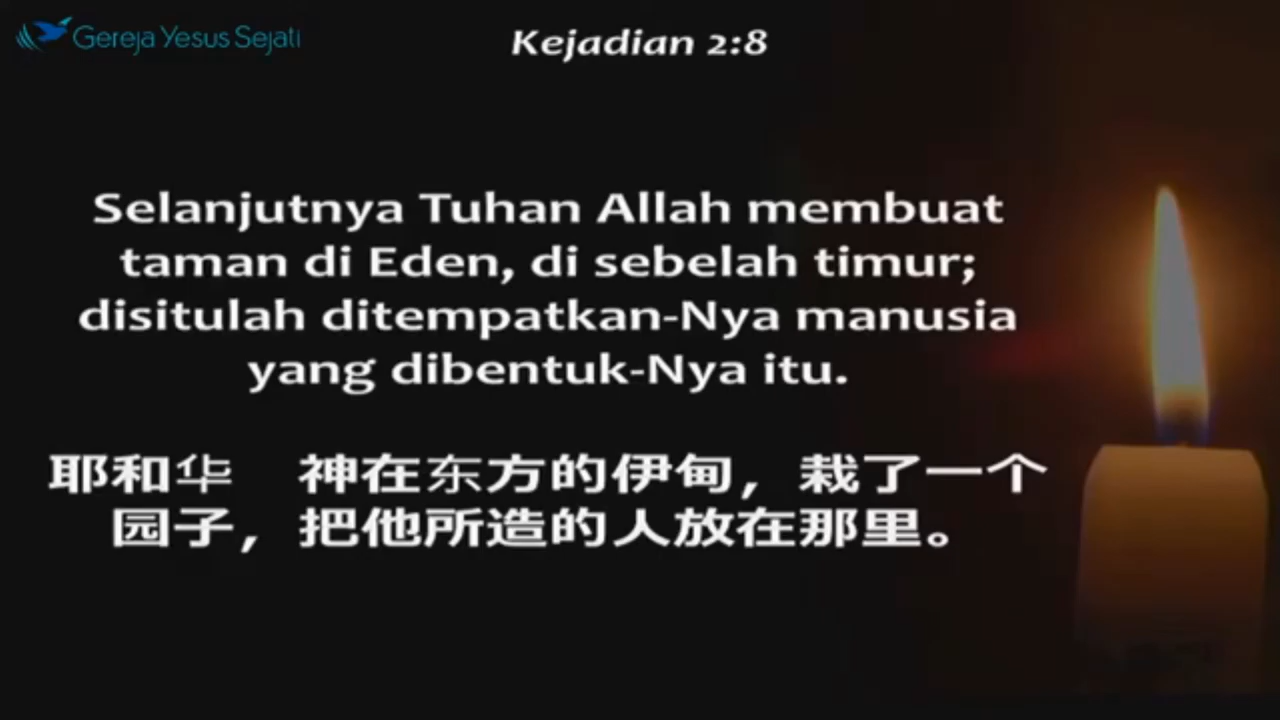 Gereja Yesus Sejati
Kejadian 2:8
Selanjutnya Tuhan Allah membuat
taman di Eden, di sebelah timur;
disitulah ditempatkan-Nya manusia
yang dibentuk-Nya itu.
耶和华　神在东方的伊甸，栽了一个
园子，把他所造的人放在那里。